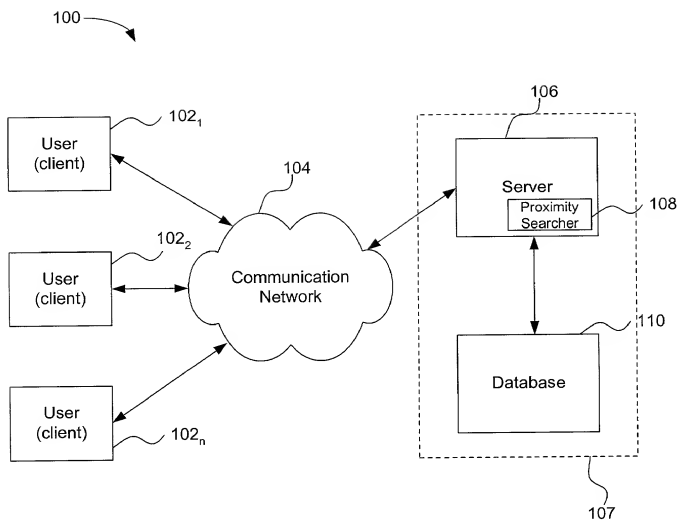 100
User
(client)
102₁
106
104
Server
Proximity
Searcher
108
User
(client)
102₂
Communication
Network
110
Database
User
(client)
102ₙ
107